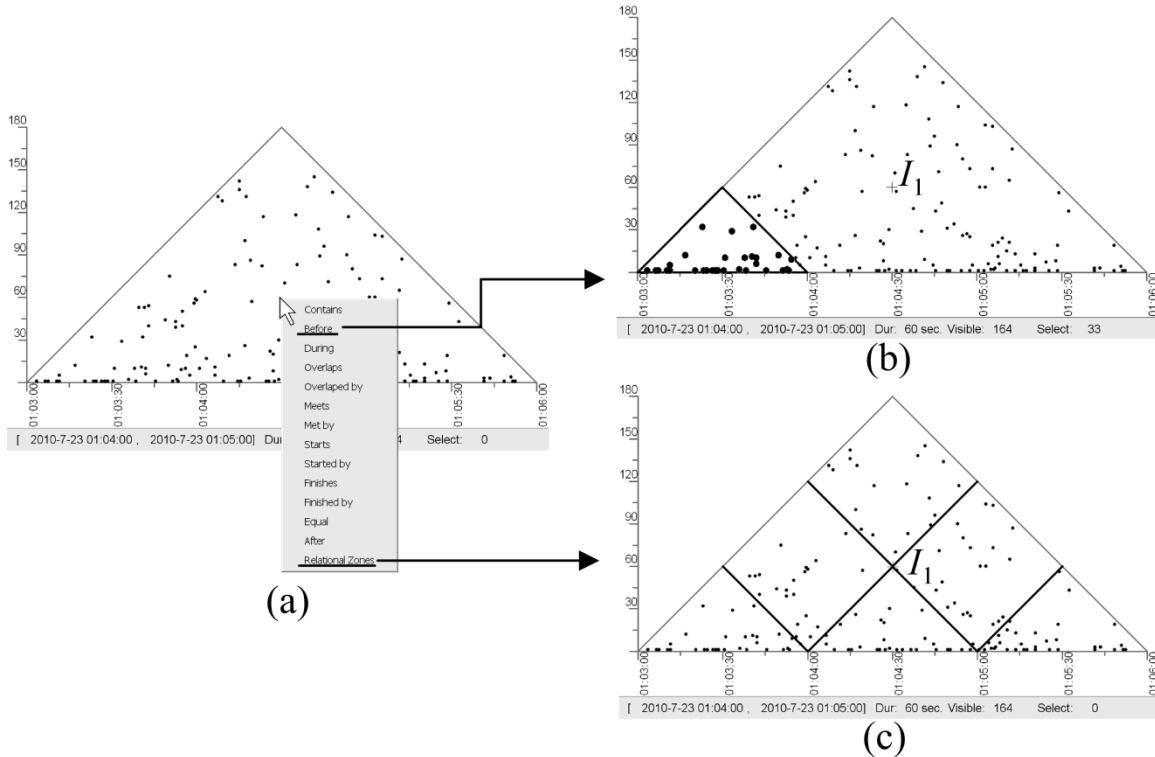 180
150
120
90
60
30
01:03:00
01:03:30
01:04:00
01:05:30
01:06:00
[ 2010-7-23 01:04:00 , 2010-7-23 01:05:00] Du 4 Select: 0
Contains
Before
During
Overlaps
Overlaped by
Meets
Met by
Starts
Started by
Finishes
Finished by
Equal
After
Relational Zones
(a)
180
150
120
90
60
30
I1
01:03:00
01:03:30
01:04:00
01:04:30
01:05:00
01:05:30
01:06:00
[ 2010-7-23 01:04:00 , 2010-7-23 01:05:00] Dur: 60 sec. Visible: 164 Select: 33
(b)
180
150
120
90
60
30
I1
01:03:00
01:03:30
01:04:00
01:04:30
01:05:00
01:05:30
01:06:00
[ 2010-7-23 01:04:00 , 2010-7-23 01:05:00] Dur: 60 sec. Visible: 164 Select: 0
(c)